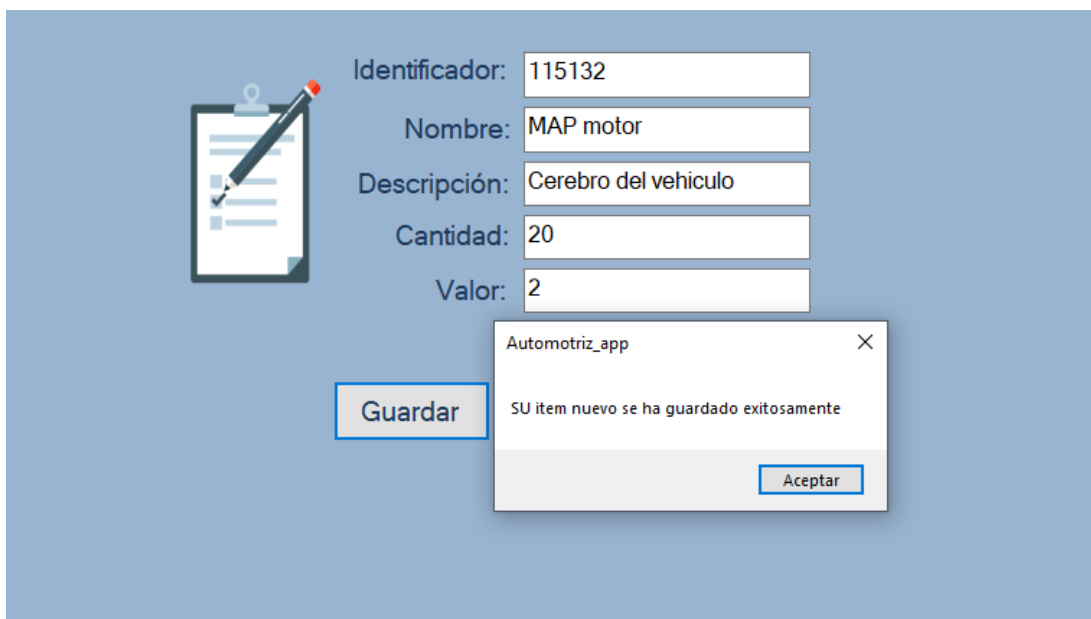 Identificador: 115132
Nombre: MAP motor
Descripción: Cerebro del vehiculo
Cantidad: 20
Valor: 2
Automotriz_app
Guardar
SU item nuevo se ha guardado exitosamente
Aceptar